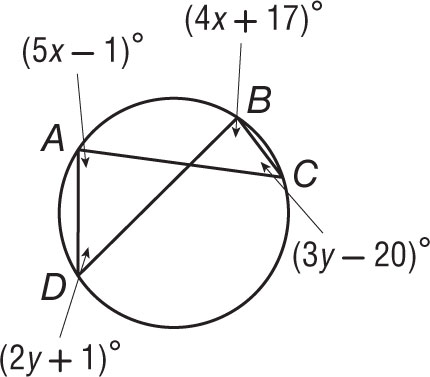 (4x + 17)°
(5x − 1)°
B
A
C
(3y − 20)°
D
(2y + 1)°